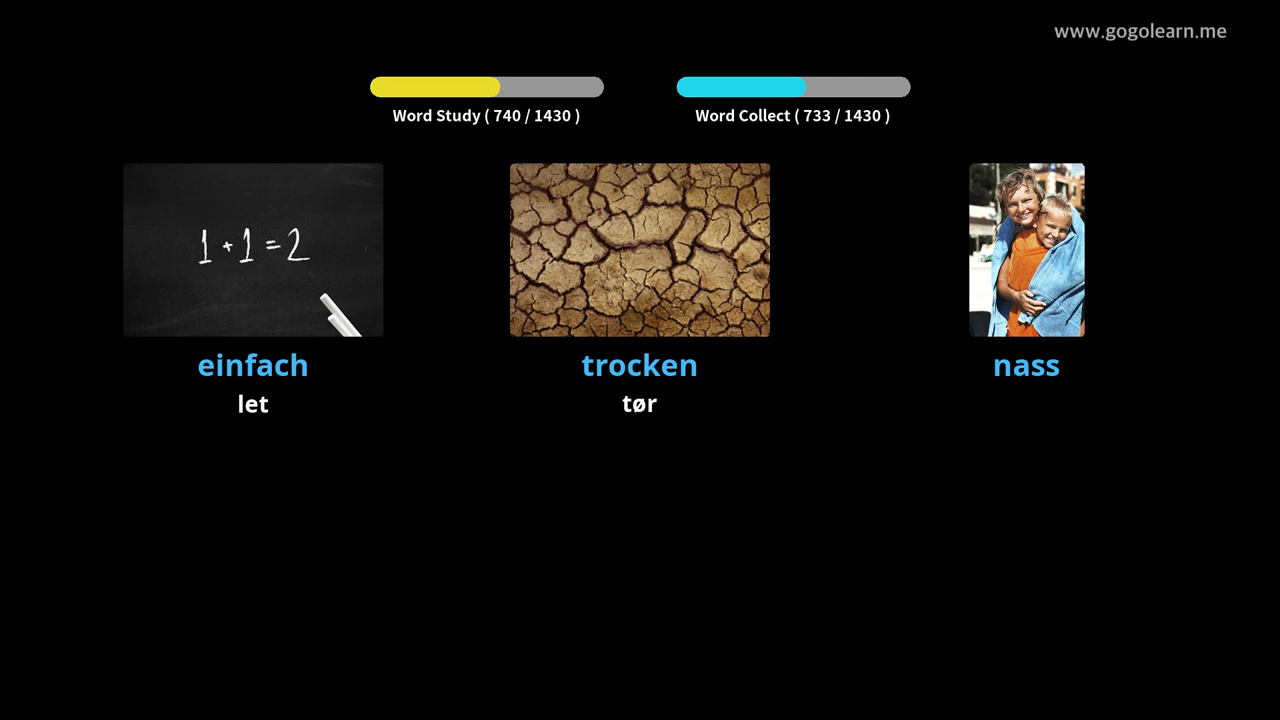 www.gogolearn.me
Word Study ( 740 / 1430 )
Word Collect ( 733 / 1430 )
1 + 1 = 2
einfach
trocken
nass
let
tør